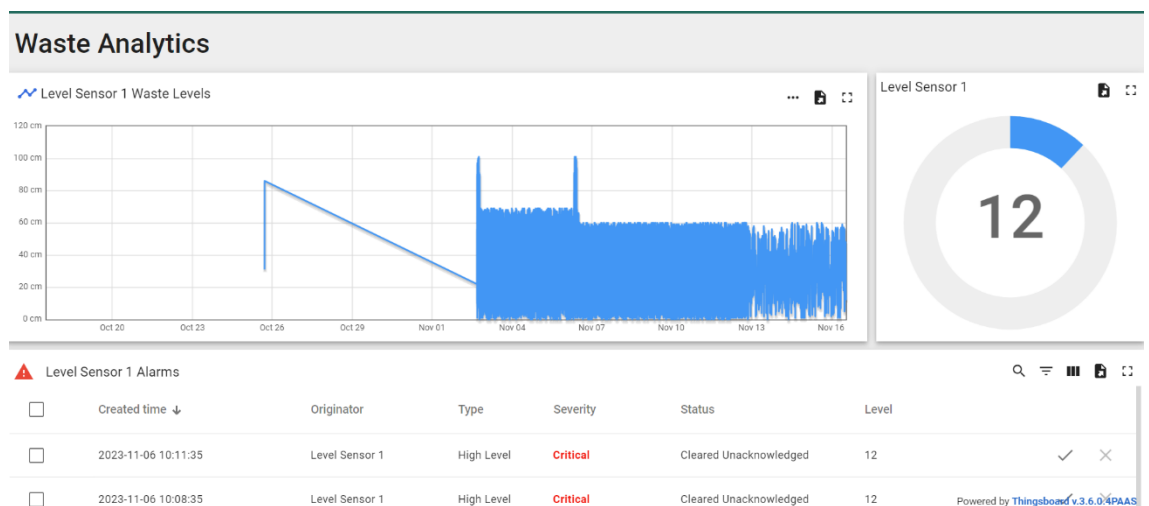 Waste Analytics
Level Sensor 1 Waste Levels
120 cm
100 cm
80 cm
60 cm
40 cm
20 cm
0 cm
Oct 20 Oct 23 Oct 26 Oct 29 Nov 01 Nov 04 Nov 07 Nov 10 Nov 13 Nov 16
Level Sensor 1
12
Level Sensor 1 Alarms
Created time Originator Type Severity Status Level
2023-11-06 10:11:35 Level Sensor 1 High Level Critical Cleared Unacknowledged 12
2023-11-06 10:08:35 Level Sensor 1 High Level Critical Cleared Unacknowledged 12
Powered by Thingsboard v.3.6.0.4PAAS